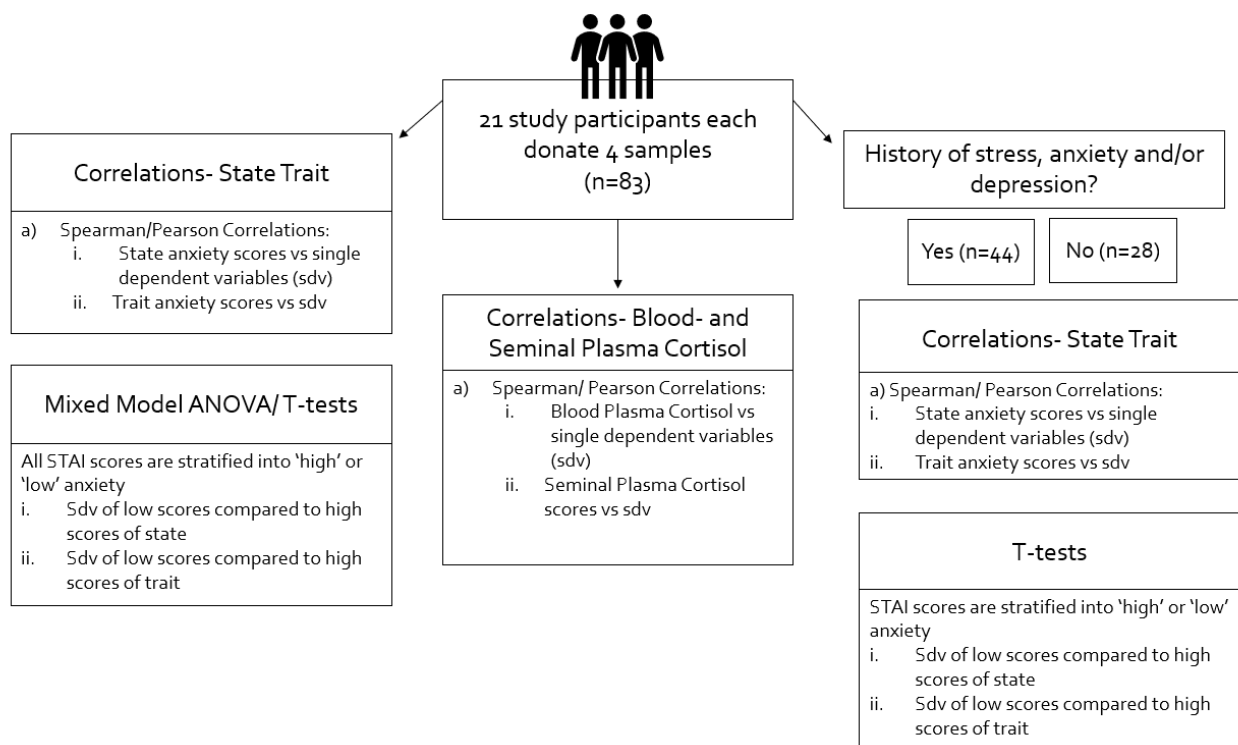 21 study participants each
donate 4 samples
(n=83)
Correlations- State Trait
a) Spearman/Pearson Correlations:
i. State anxiety scores vs single
dependent variables (sdv)
ii. Trait anxiety scores vs sdv
Mixed Model ANOVA/ T-tests
All STAI scores are stratified into ‘high’ or
‘low’ anxiety
i. Sdv of low scores compared to high
scores of state
ii. Sdv of low scores compared to high
scores of trait
Correlations- Blood- and
Seminal Plasma Cortisol
a) Spearman/ Pearson Correlations:
i. Blood Plasma Cortisol vs
single dependent variables
(sdv)
ii. Seminal Plasma Cortisol
scores vs sdv
History of stress, anxiety and/or
depression?
Yes (n=44)
No (n=28)
Correlations- State Trait
a) Spearman/ Pearson Correlations:
i. State anxiety scores vs single
dependent variables (sdv)
ii. Trait anxiety scores vs sdv
T-tests
STAI scores are stratified into ‘high’ or ‘low’
anxiety
i. Sdv of low scores compared to high
scores of state
ii. Sdv of low scores compared to high
scores of trait